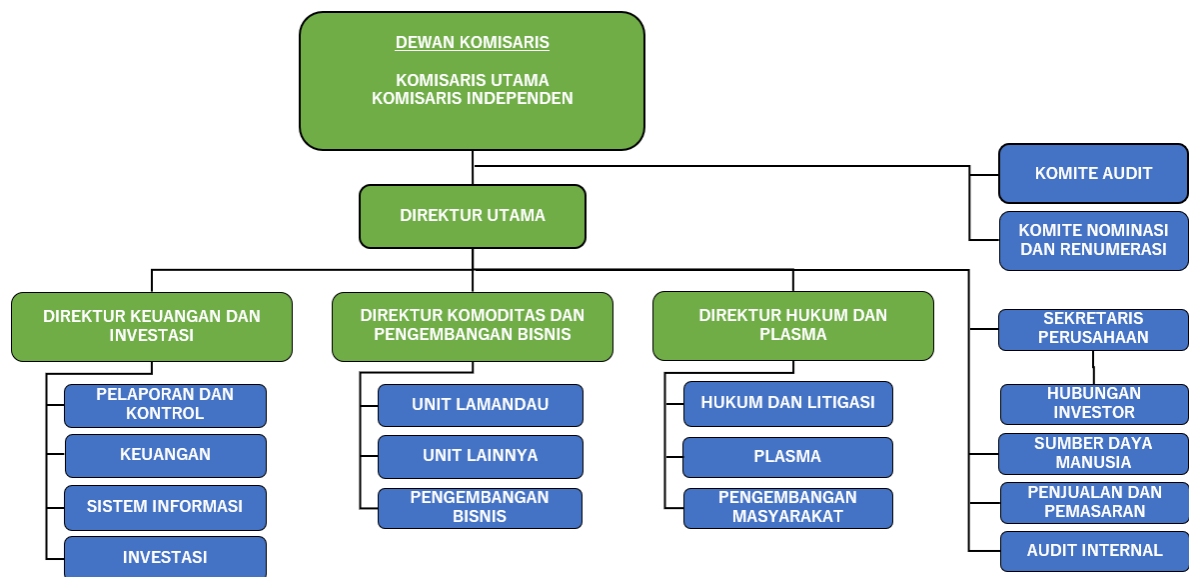 DEWAN KOMISARIS
KOMISARIS UTAMA
KOMISARIS INDEPENDEN
KOMITE AUDIT
DIREKTUR UTAMA
KOMITE NOMINASI
DAN RENUMERASI
DIREKTUR KEUANGAN DAN
INVESTASI
DIREKTUR KOMODITAS DAN
PENGEMBANGAN BISNIS
DIREKTUR HUKUM DAN
PLASMA
SEKRETARIS
PERUSAHAAN
PELAPORAN DAN
KONTROL
KEUANGAN
SISTEM INFORMASI
INVESTASI
UNIT LAMANDAU
UNIT LAINNYA
PENGEMBANGAN
BISNIS
HUKUM DAN LITIGASI
PLASMA
PENGEMBANGAN
MASYARAKAT
HUBUNGAN
INVESTOR
SUMBER DAYA
MANUSIA
PENJUALAN DAN
PEMASARAN
AUDIT INTERNAL